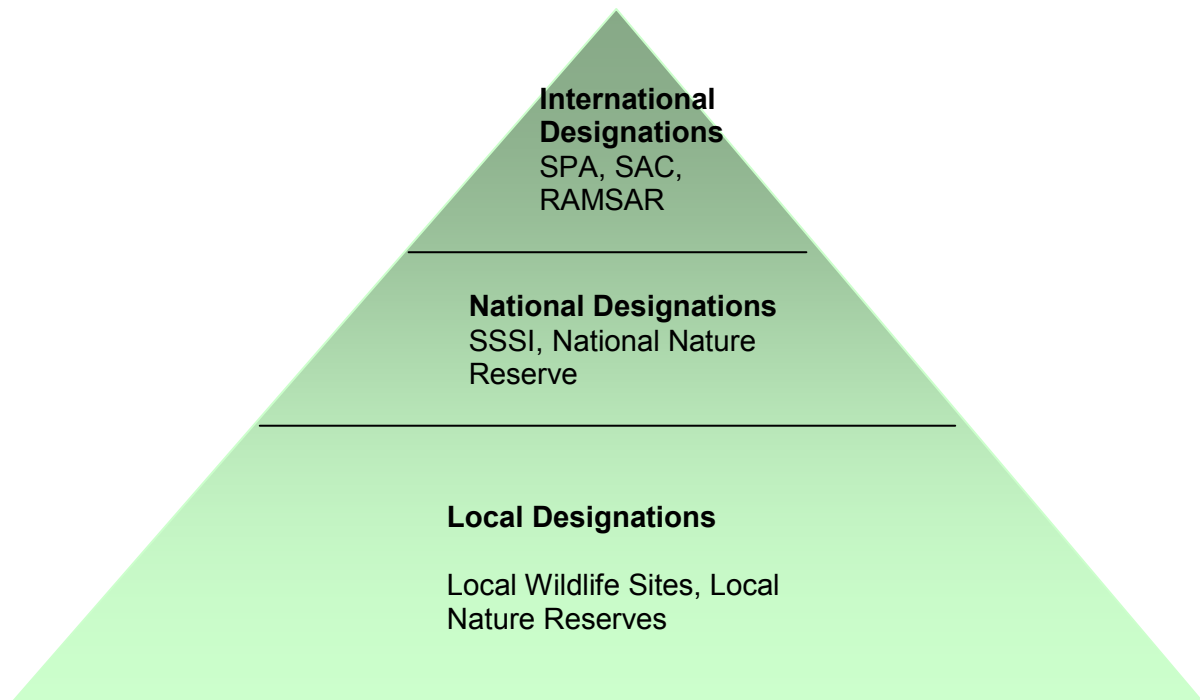 International
Designations
SPA, SAC,
RAMSAR
National Designations
SSSI, National Nature
Reserve
Local Designations
Local Wildlife Sites, Local
Nature Reserves